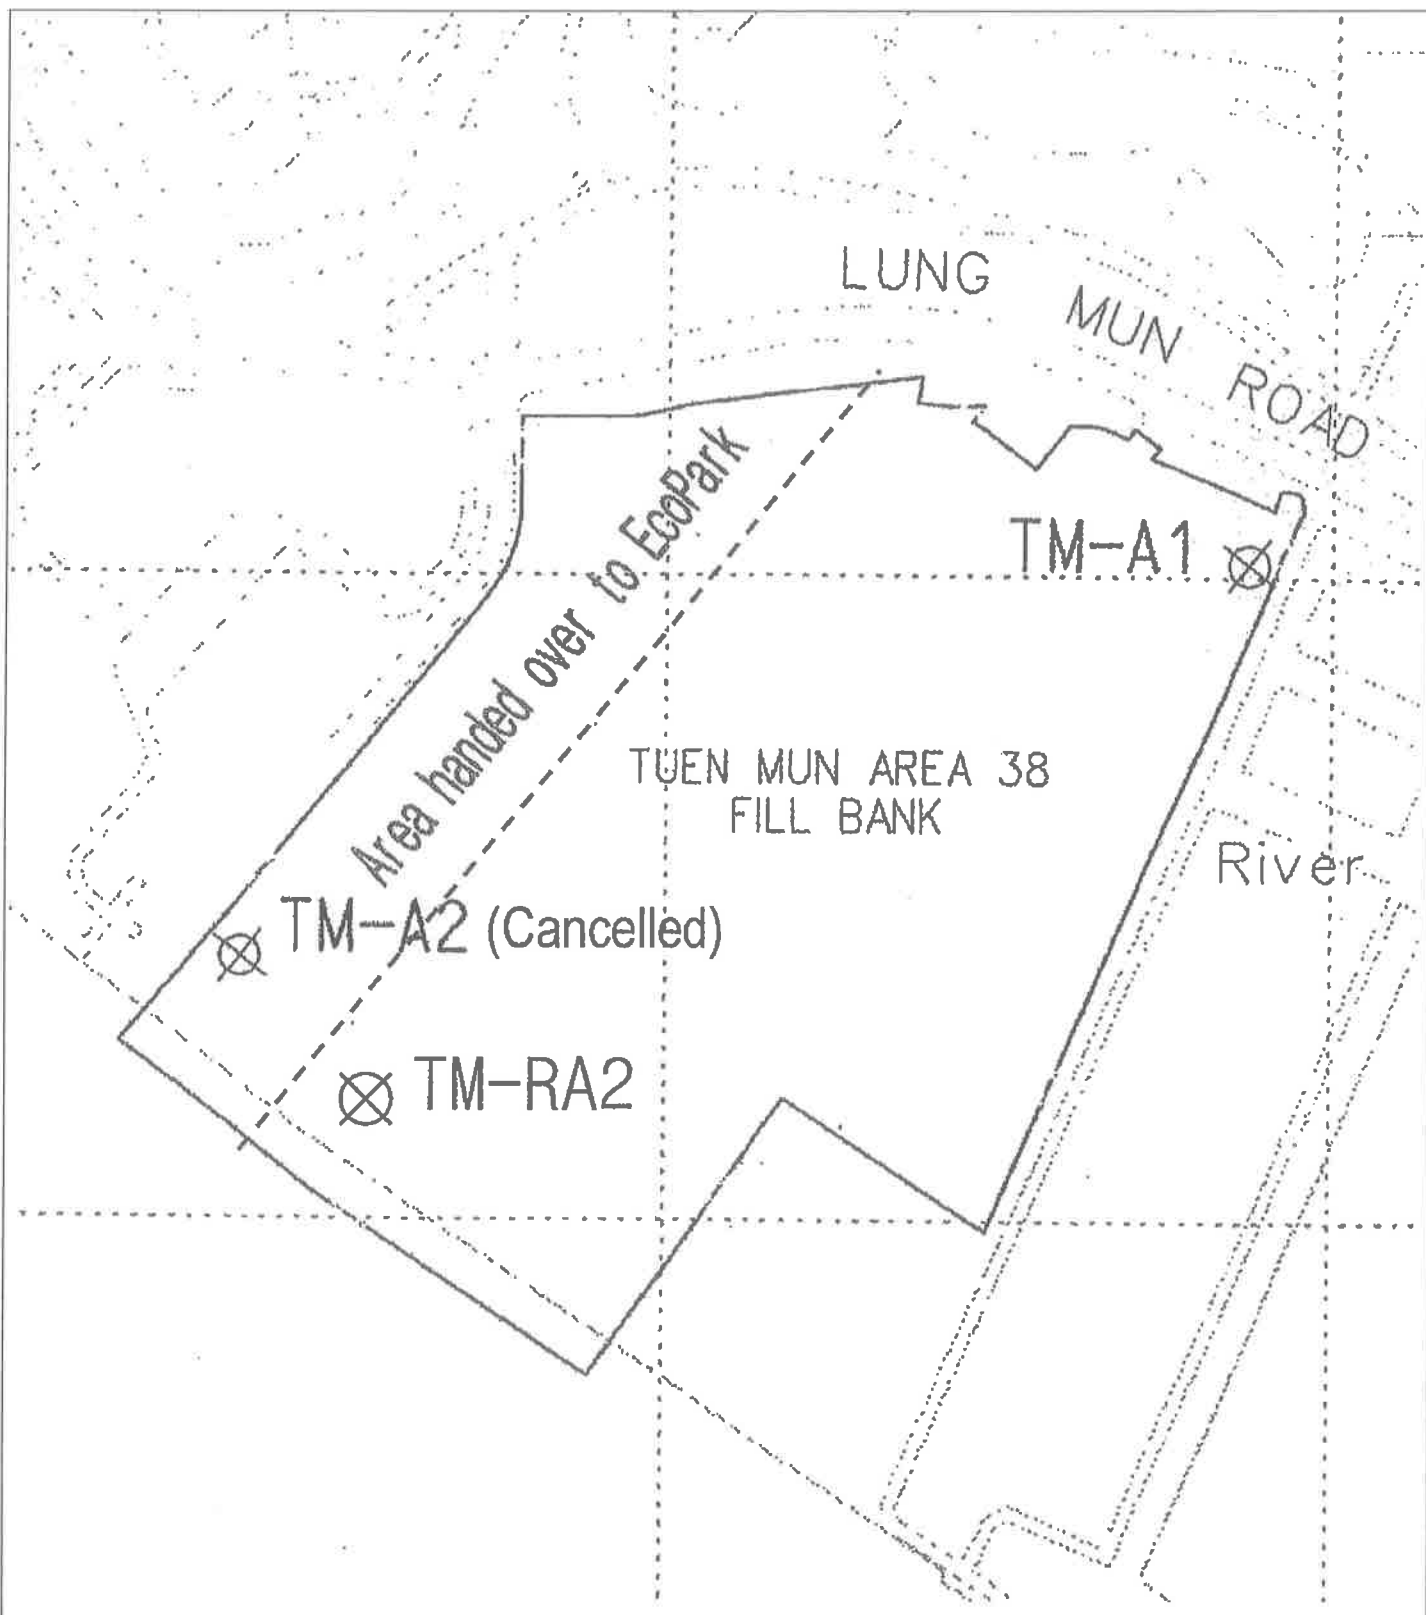 LUNG MUN ROAD
Area handed over to EcoPark
TM-A1
TUEN MUN AREA 38
FILL BANK
River
TM-A2 (Cancelled)
TM-RA2